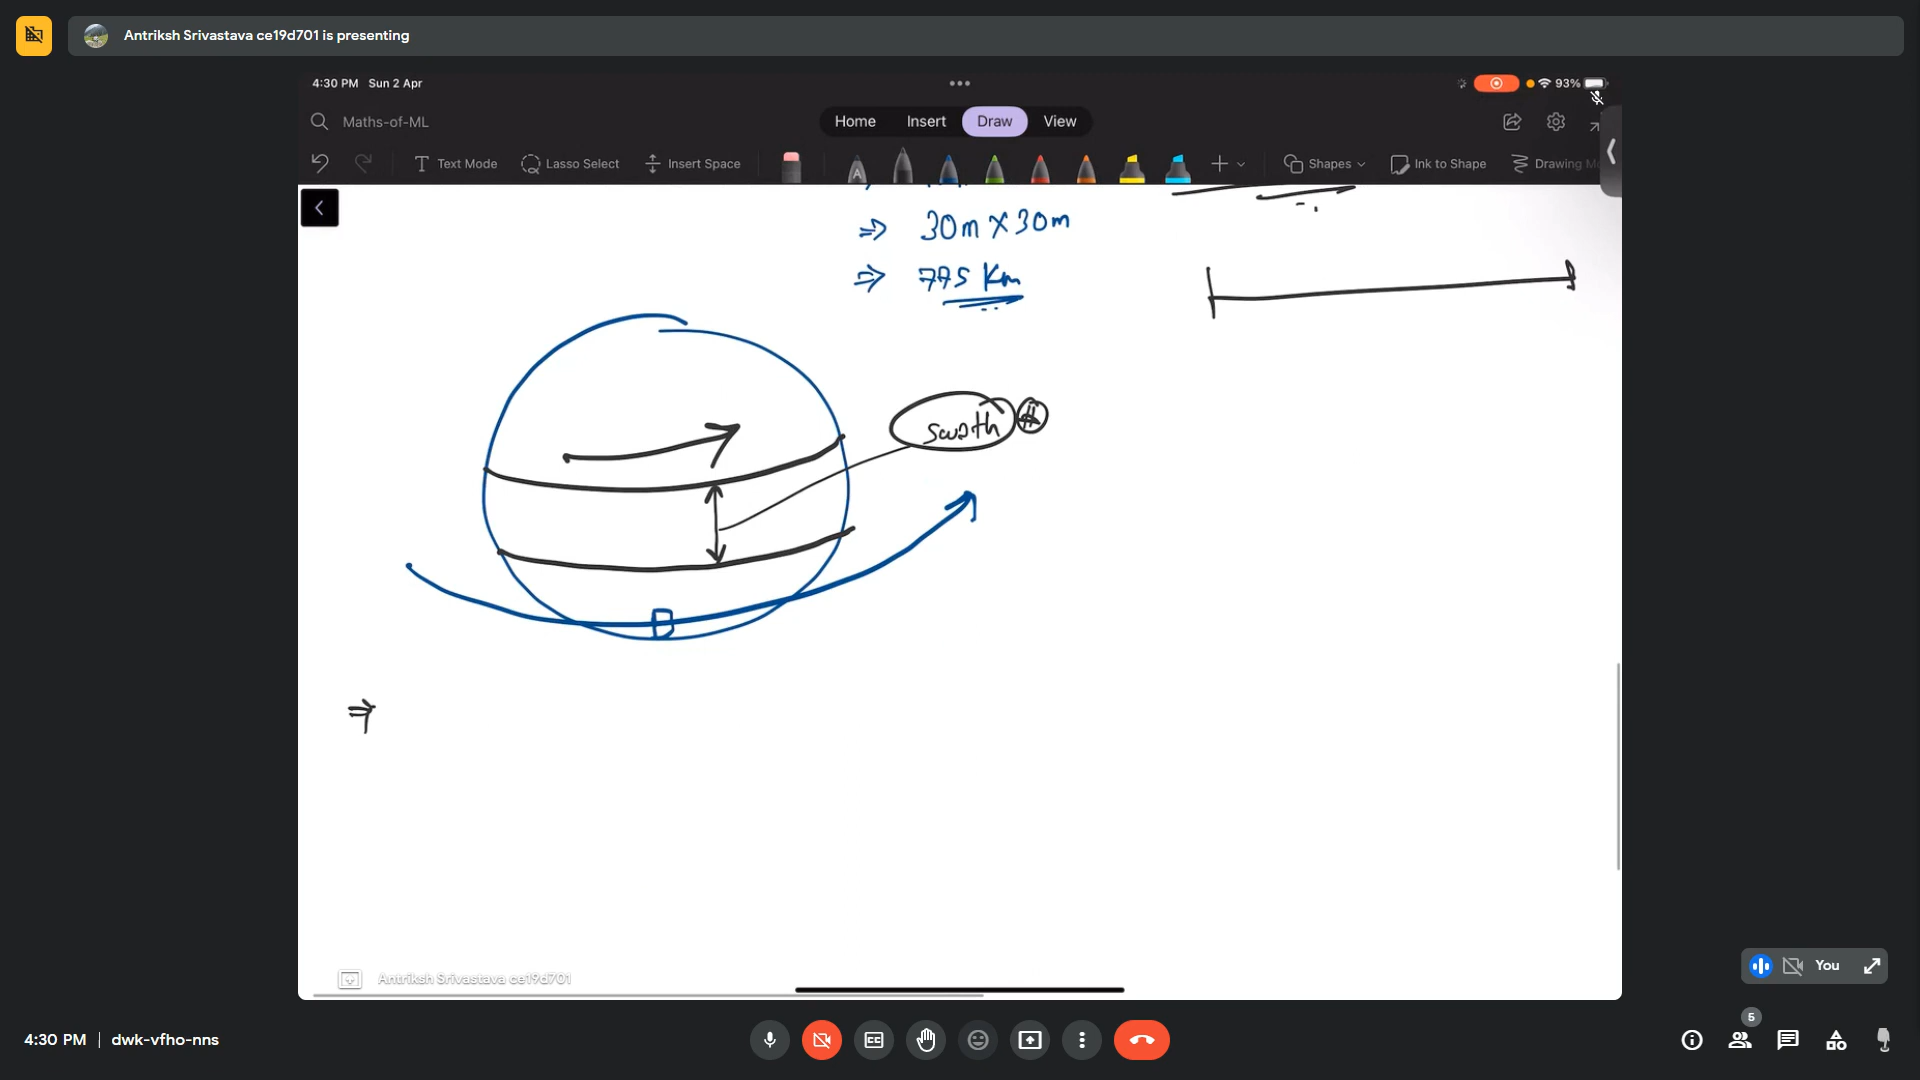 Antriksh Srivastava ce19d701 is presenting
4:30 PM Sun 2 Apr
93%
Maths-of-ML
Home Insert Draw View
Text Mode Lasso Select Insert Space A Shapes Ink to Shape Drawing
⇒ 30m X 30m
⇒ 775 Km
swath #
⇒
Antriksh Srivastava ce19d701
You
5
4:30 PM | dwk-vfho-nns